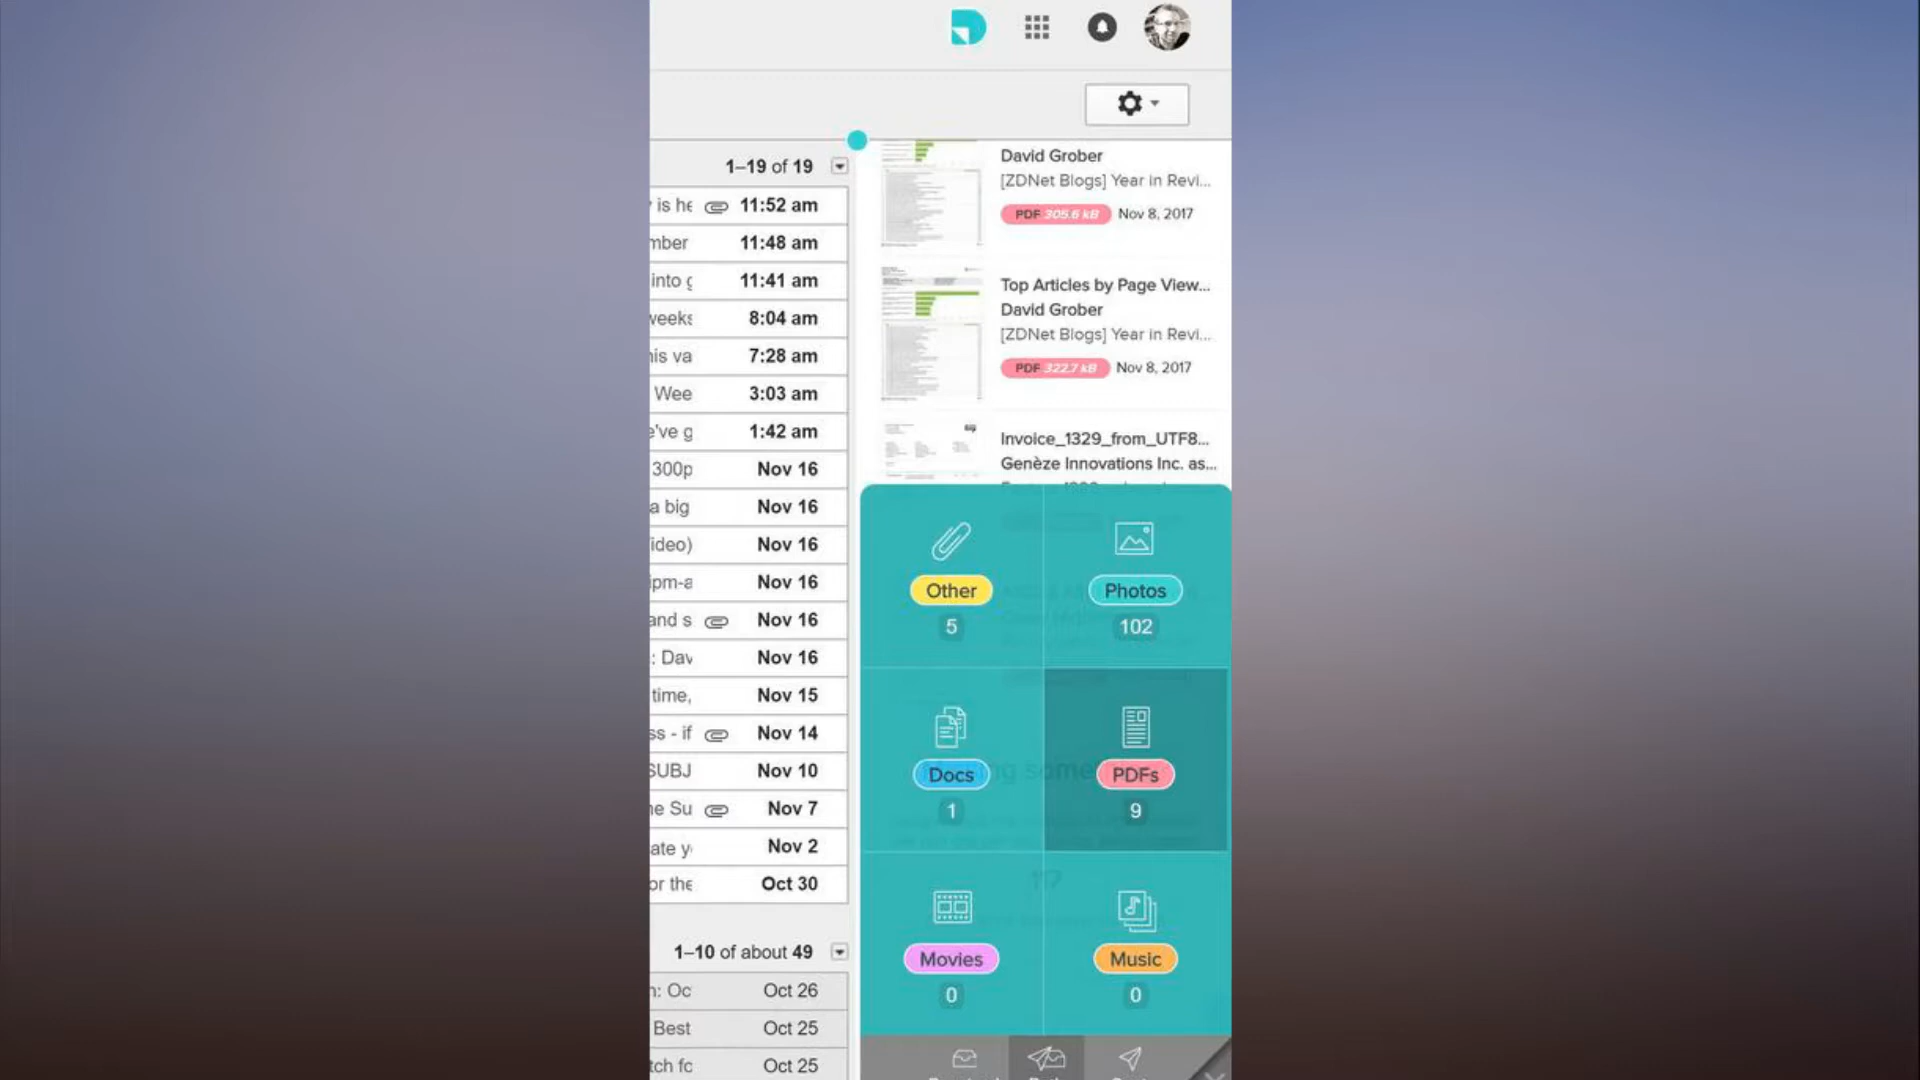 1–19 of 19
is he 11:52 am
mber 11:48 am
into g 11:41 am
weeks 8:04 am
his va 7:28 am
Wee 3:03 am
e've g 1:42 am
300p Nov 16
a big Nov 16
ideo) Nov 16
ipm-a Nov 16
and s Nov 16
: Dav Nov 16
time, Nov 15
ss - if Nov 14
SUBJ Nov 10
ne Su Nov 7
ate y Nov 2
or the Oct 30
1–10 of about 49
n: Oc Oct 26
Best Oct 25
tch fo Oct 25
David Grober
[ZDNet Blogs] Year in Revi...
PDF 305.6 kB Nov 8, 2017
Top Articles by Page View...
David Grober
[ZDNet Blogs] Year in Revi...
PDF 322.7 kB Nov 8, 2017
Invoice_1329_from_UTF8...
Genèze Innovations Inc. as...
Other Photos
5 102
Docs PDFs
1 9
Movies Music
0 0